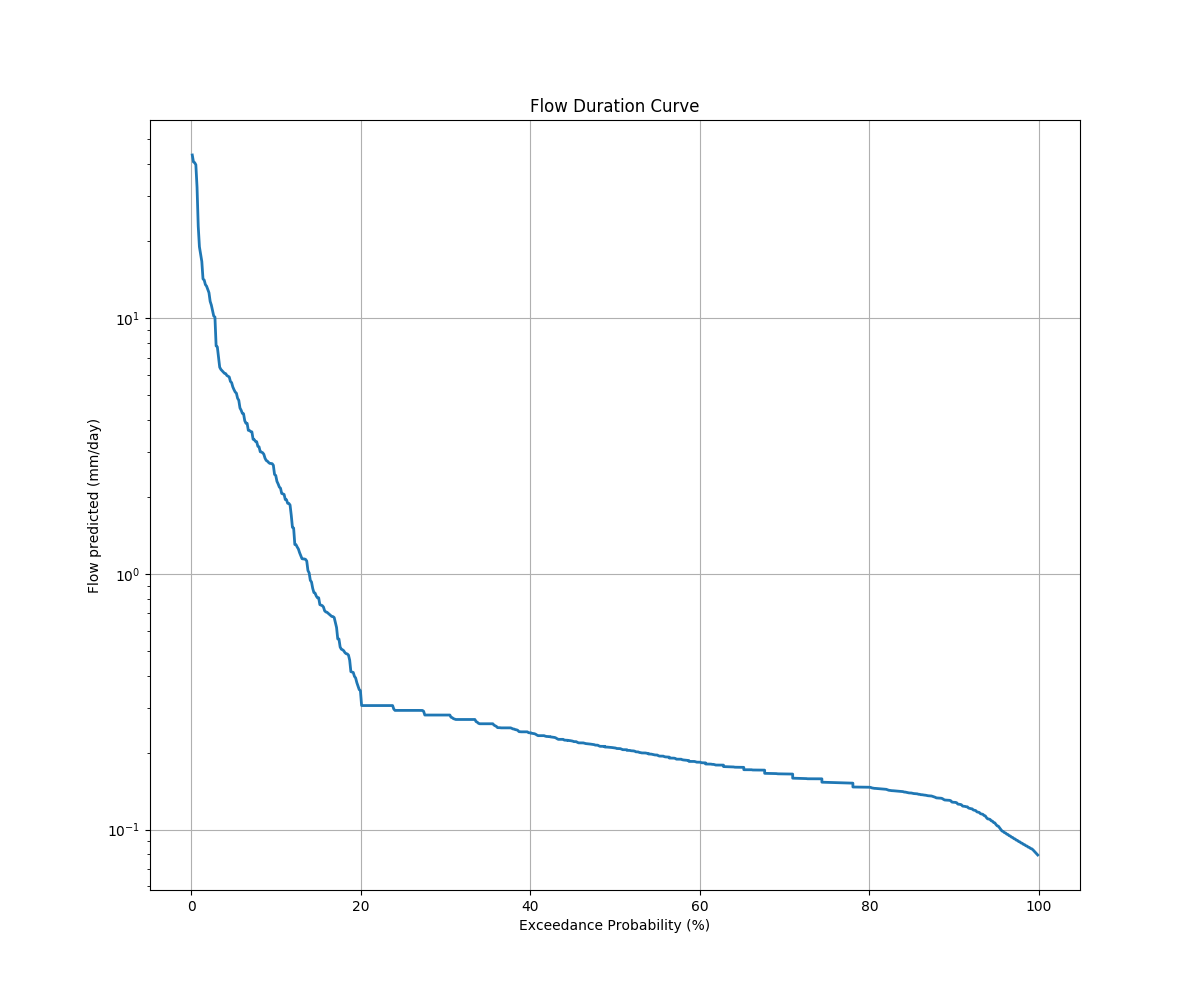 Flow Duration Curve
Flow predicted (mm/day)
10¹
10⁰
10⁻¹
0 20 40 60 80 100
Exceedance Probability (%)